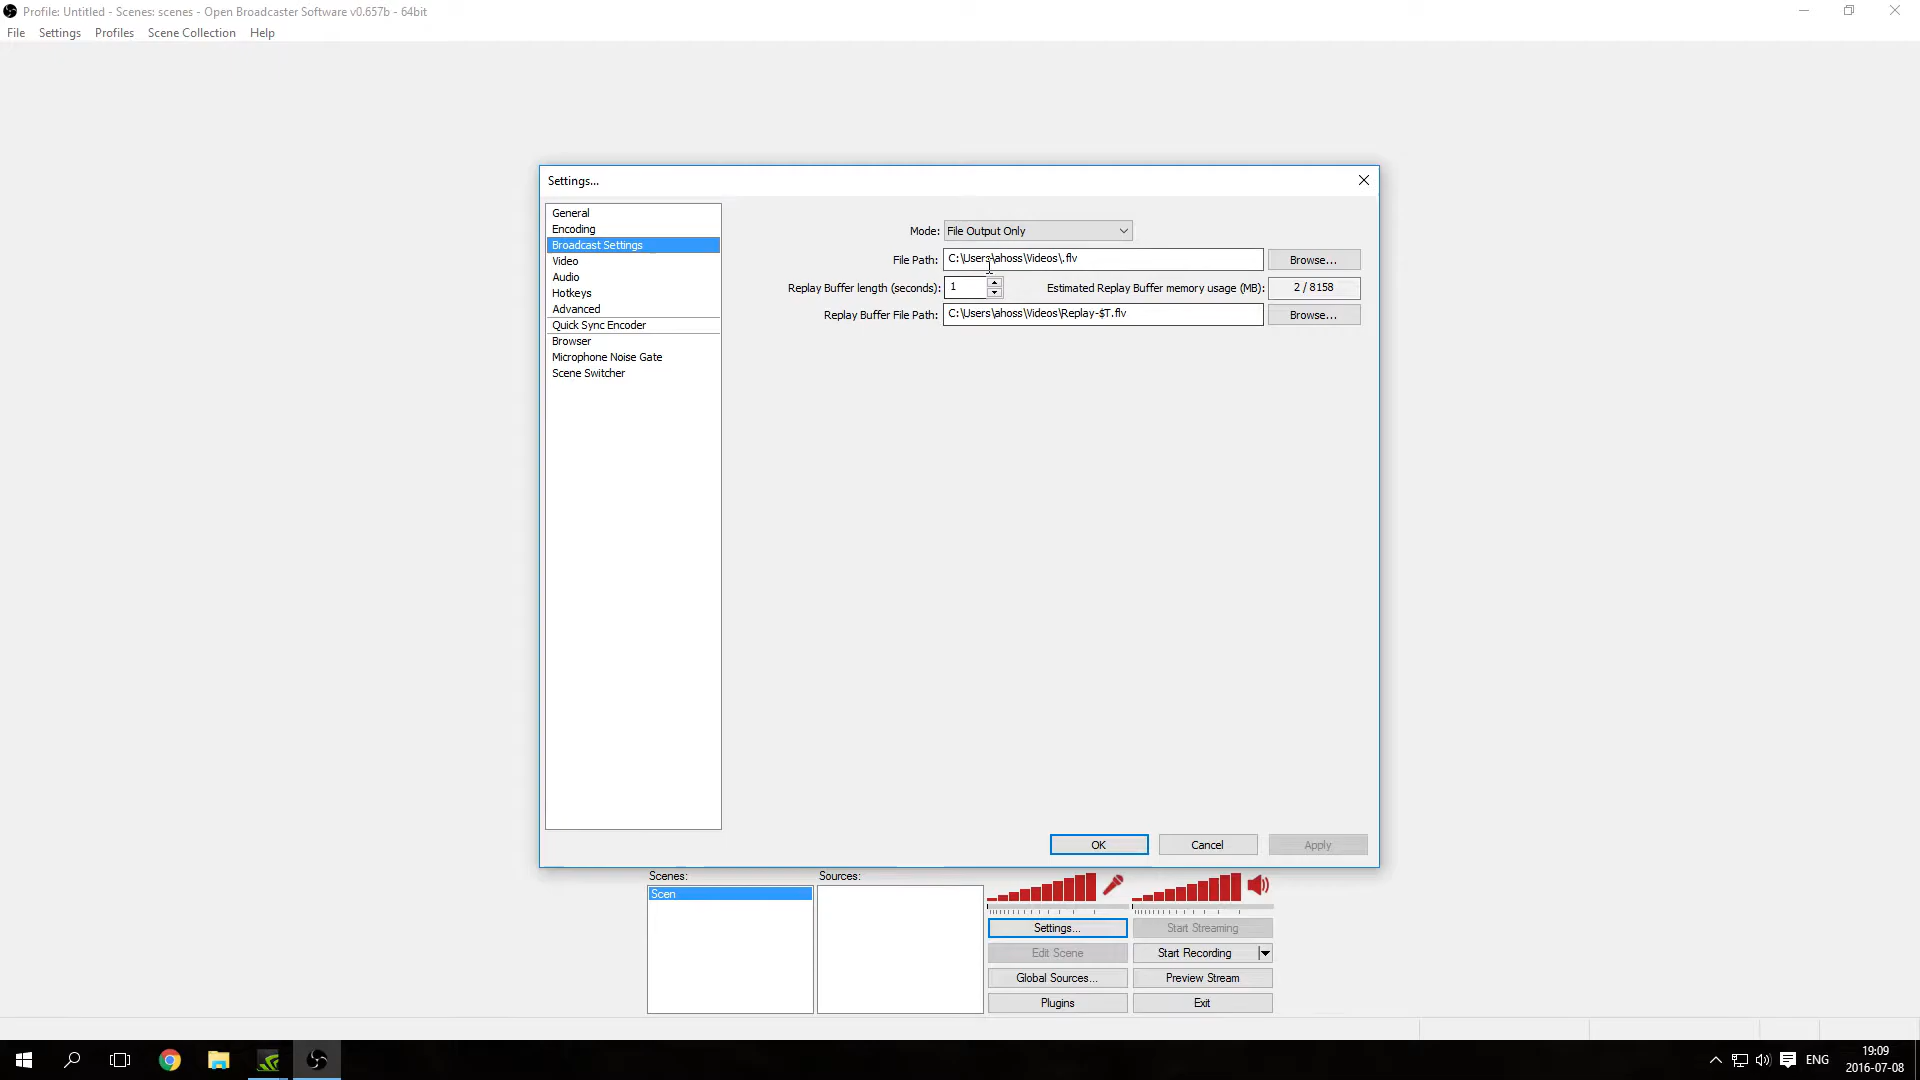 Profile: Untitled - Scenes: scenes - Open Broadcaster Software v0.657b - 64bit
File Settings Profiles Scene Collection Help
Settings...
General
Encoding
Broadcast Settings
Video
Audio
Hotkeys
Advanced
Quick Sync Encoder
Browser
Microphone Noise Gate
Scene Switcher
Mode: File Output Only
File Path: C:\Users\ahoss\Videos\.flv Browse...
Replay Buffer length (seconds): 1 Estimated Replay Buffer memory usage (MB): 2 / 8158
Replay Buffer File Path: C:\Users\ahoss\Videos\Replay-$T.flv Browse...
OK Cancel Apply
Scenes: Sources:
Scen
Settings... Start Streaming
Edit Scene Start Recording
Global Sources... Preview Stream
Plugins Exit
ENG
19:09
2016-07-08